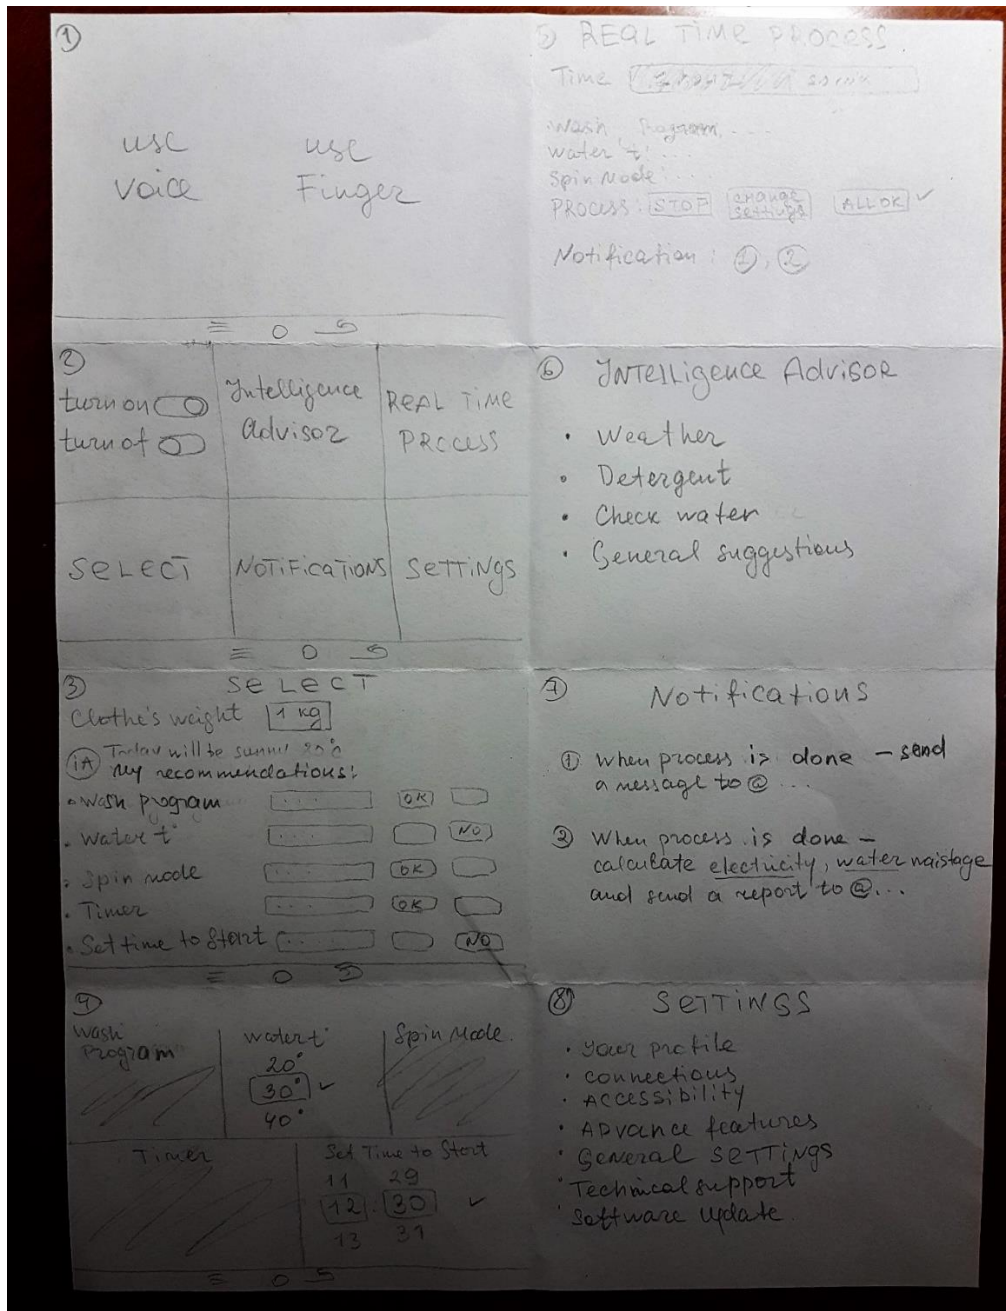 1
use use
voice Finger
2
turn on
turn of
Intelligence
advisor
REAL TIME
PROCESS
SELECT
NOTIFICATIONS
SETTINGS
3
SELECT
Clothe's weight 1 kg
iA Today will be sunny 20°c
My recommendations:
• Wash program ... OK
• Water t° ... NO
• Spin mode ... OK
• Timer ... OK
• Set time to Start ... NO
4
Wash
Program
Water t°
20°
30° ✓
40°
Spin Mode
Timer
Set Time to Start
11 29
12 : 30 ✓
13 31
5 REAL TIME PROCESS
Time
Wash Program ...
Water t° ...
Spin Mode ...
PROCESS: STOP change settings ALL OK ✓
Notification: 1, 2
6 INTElligence Advisor
• Weather
• Detergent
• Check water
• General suggestions
7 Notifications
1 When process is done – send
a message to @ ...
2 When process is done –
calculate electricity, water waistage
and send a report to @...
8 SETTINGS
• your profile
• connections
• Accessibility
• Advance features
• General SETTINGS
• Technical support
• Software update